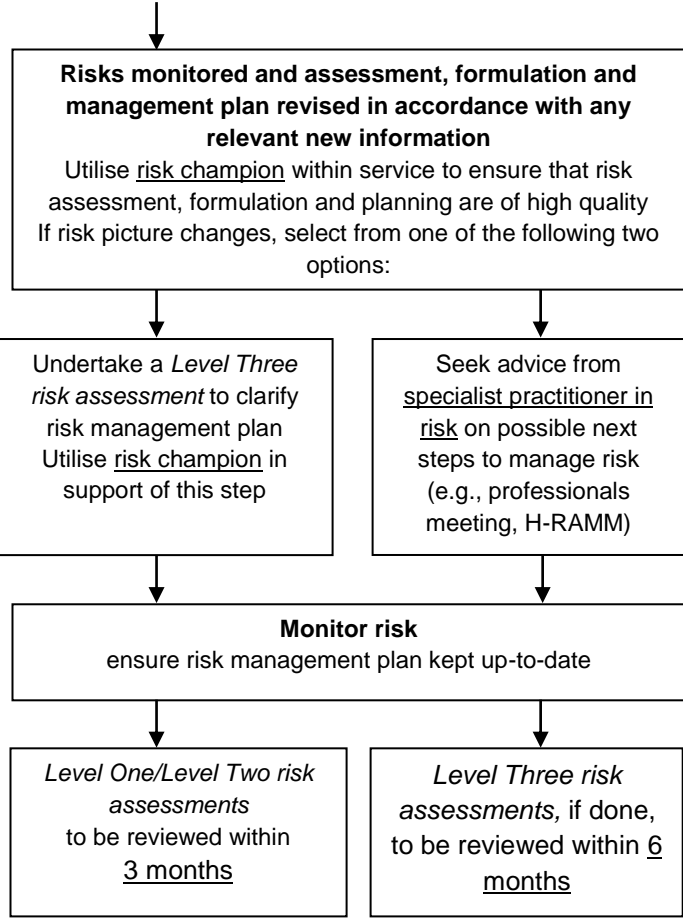 Risks monitored and assessment, formulation and
management plan revised in accordance with any
relevant new information
Utilise risk champion within service to ensure that risk
assessment, formulation and planning are of high quality
If risk picture changes, select from one of the following two
options:
Undertake a Level Three
risk assessment to clarify
risk management plan
Utilise risk champion in
support of this step
Seek advice from
specialist practitioner in
risk on possible next
steps to manage risk
(e.g., professionals
meeting, H-RAMM)
Monitor risk
ensure risk management plan kept up-to-date
Level One/Level Two risk
assessments
to be reviewed within
3 months
Level Three risk
assessments, if done,
to be reviewed within 6
months